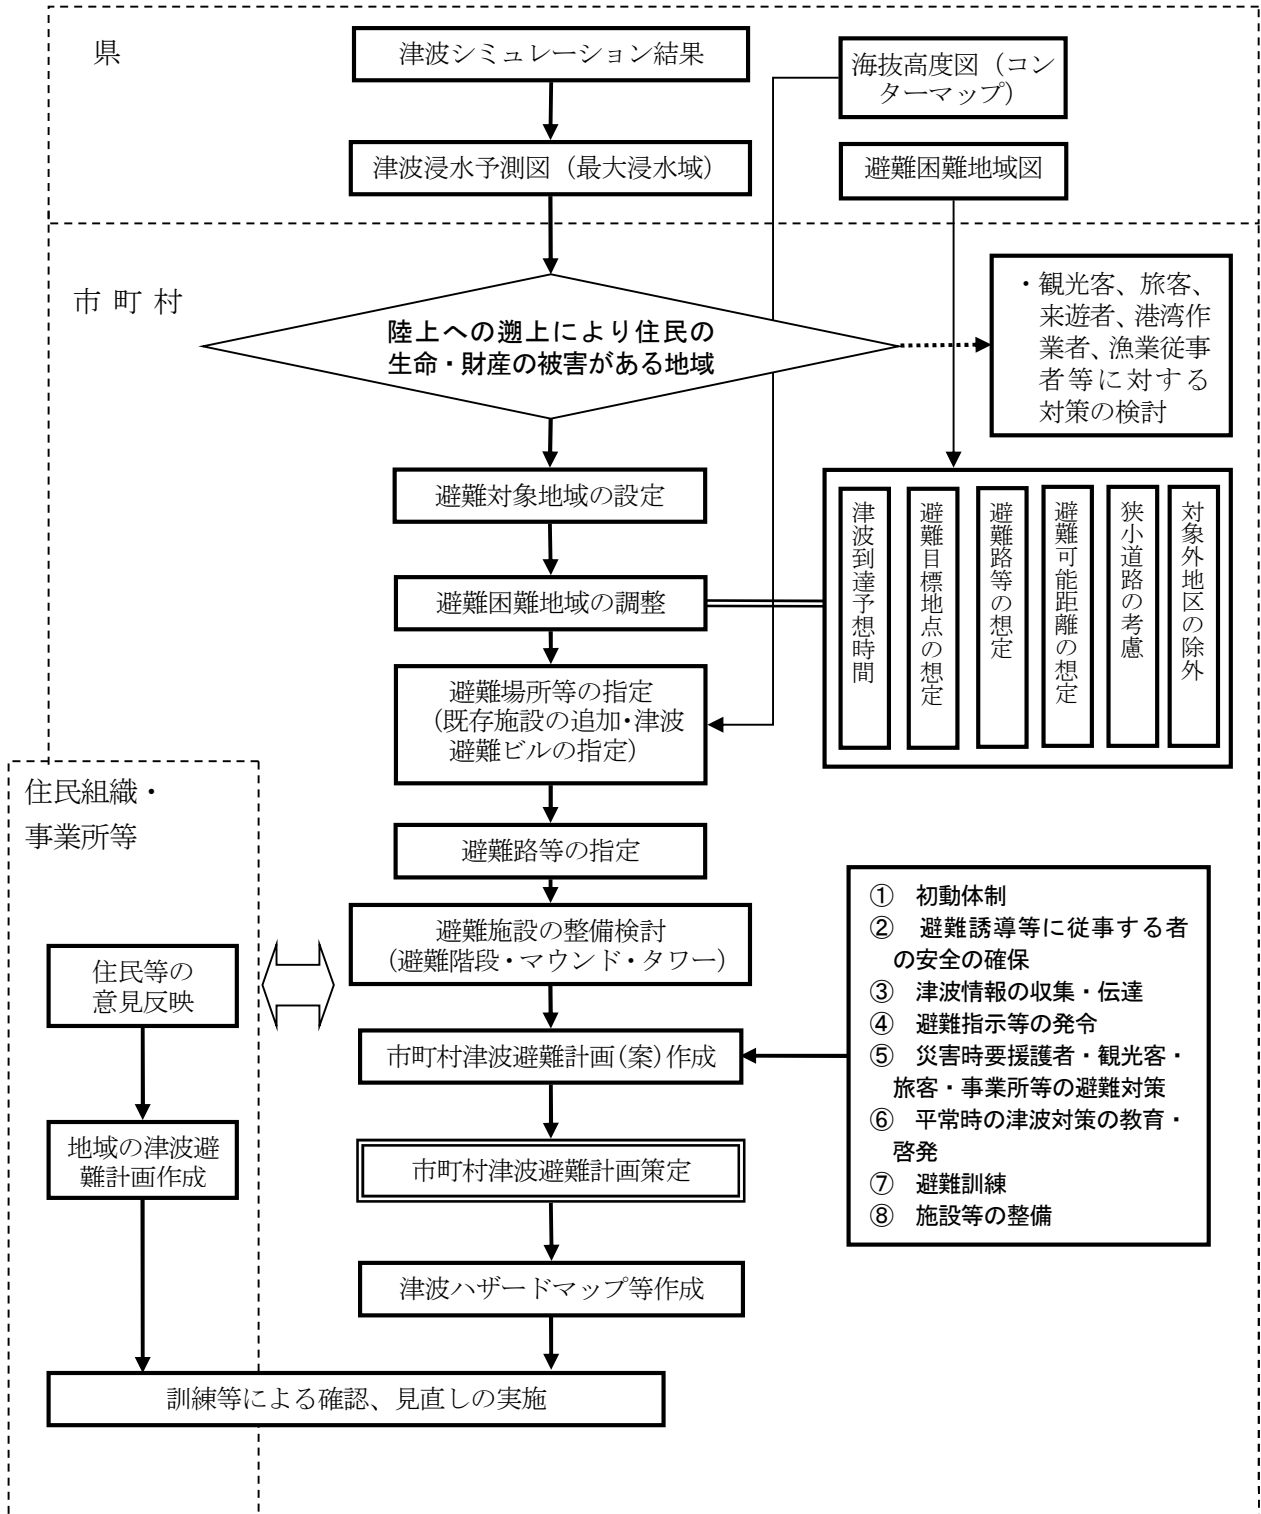 県
津波シミュレーション結果
海抜高度図（コン
ターマップ）
津波浸水予測図（最大浸水域）
避難困難地域図
市町村
陸上への遡上により住民の
生命・財産の被害がある地域
・観光客、旅客、
来遊者、港湾作
業者、漁業従事
者等に対する
対策の検討
避難対象地域の設定
避難困難地域の調整
津波到達予想時間
避難目標地点の想定
避難路等の想定
避難可能距離の想定
狭小道路の考慮
対象外地区の除外
避難場所等の指定
（既存施設の追加・津波
避難ビルの指定）
住民組織・
事業所等
避難路等の指定
避難施設の整備検討
（避難階段・マウンド・タワー）
住民等の
意見反映
①　初動体制
②　避難誘導等に従事する者
の安全の確保
③　津波情報の収集・伝達
④　避難指示等の発令
⑤　災害時要援護者・観光客・
旅客・事業所等の避難対策
⑥　平常時の津波対策の教育・
啓発
⑦　避難訓練
⑧　施設等の整備
市町村津波避難計画（案）作成
地域の津波避
難計画作成
市町村津波避難計画策定
津波ハザードマップ等作成
訓練等による確認、見直しの実施